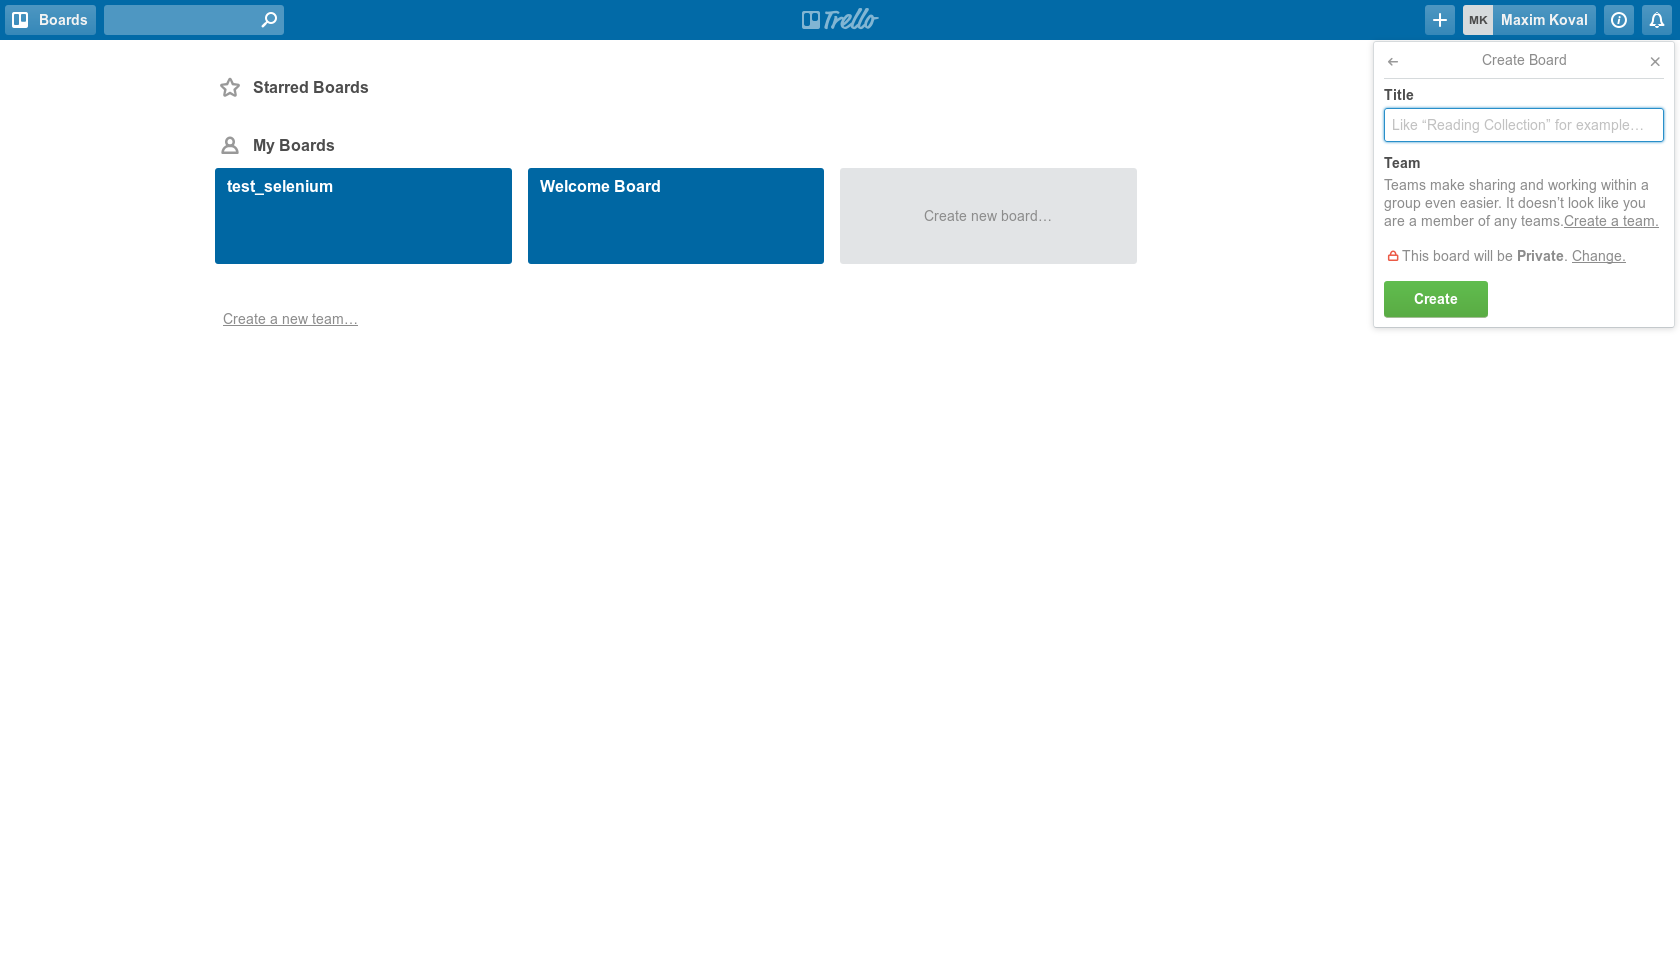 Boards
Trello
MK Maxim Koval
Create Board
Title
Like “Reading Collection” for example…
Team
Teams make sharing and working within a
group even easier. It doesn’t look like you
are a member of any teams.Create a team.
This board will be Private. Change.
Create
Starred Boards
My Boards
test_selenium
Welcome Board
Create new board…
Create a new team…